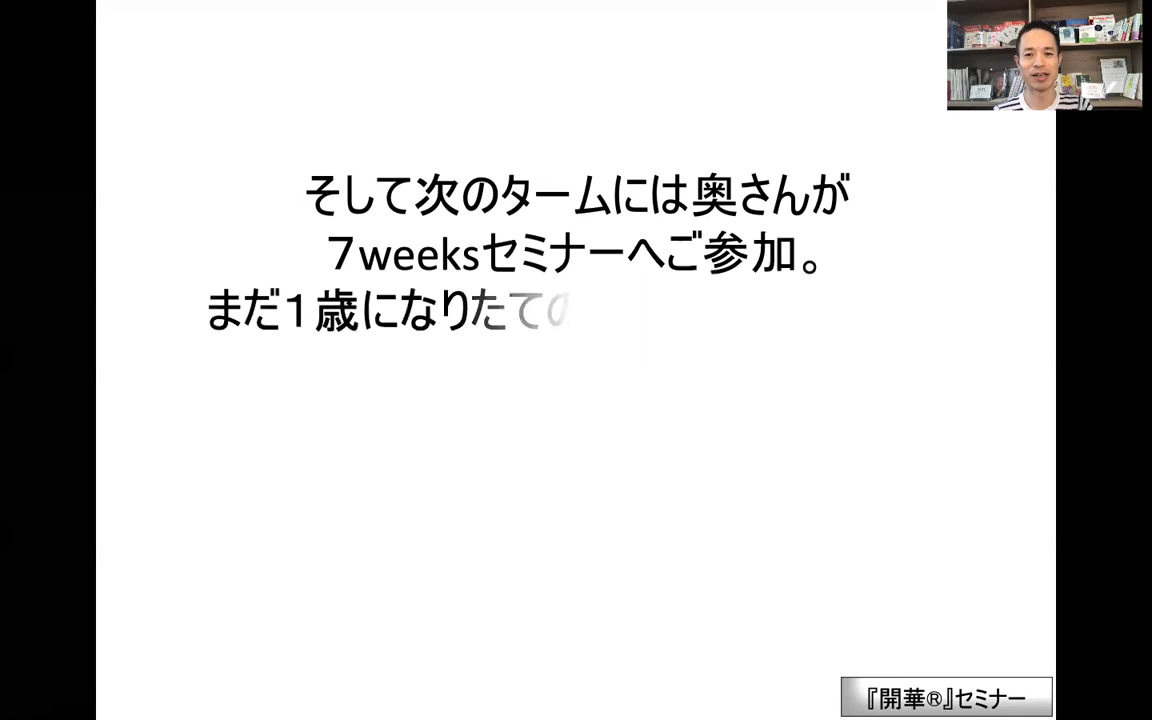 そして次のタームには奥さんが
７weeksセミナーへご参加。
まだ１歳になりたての
『開華®』セミナー